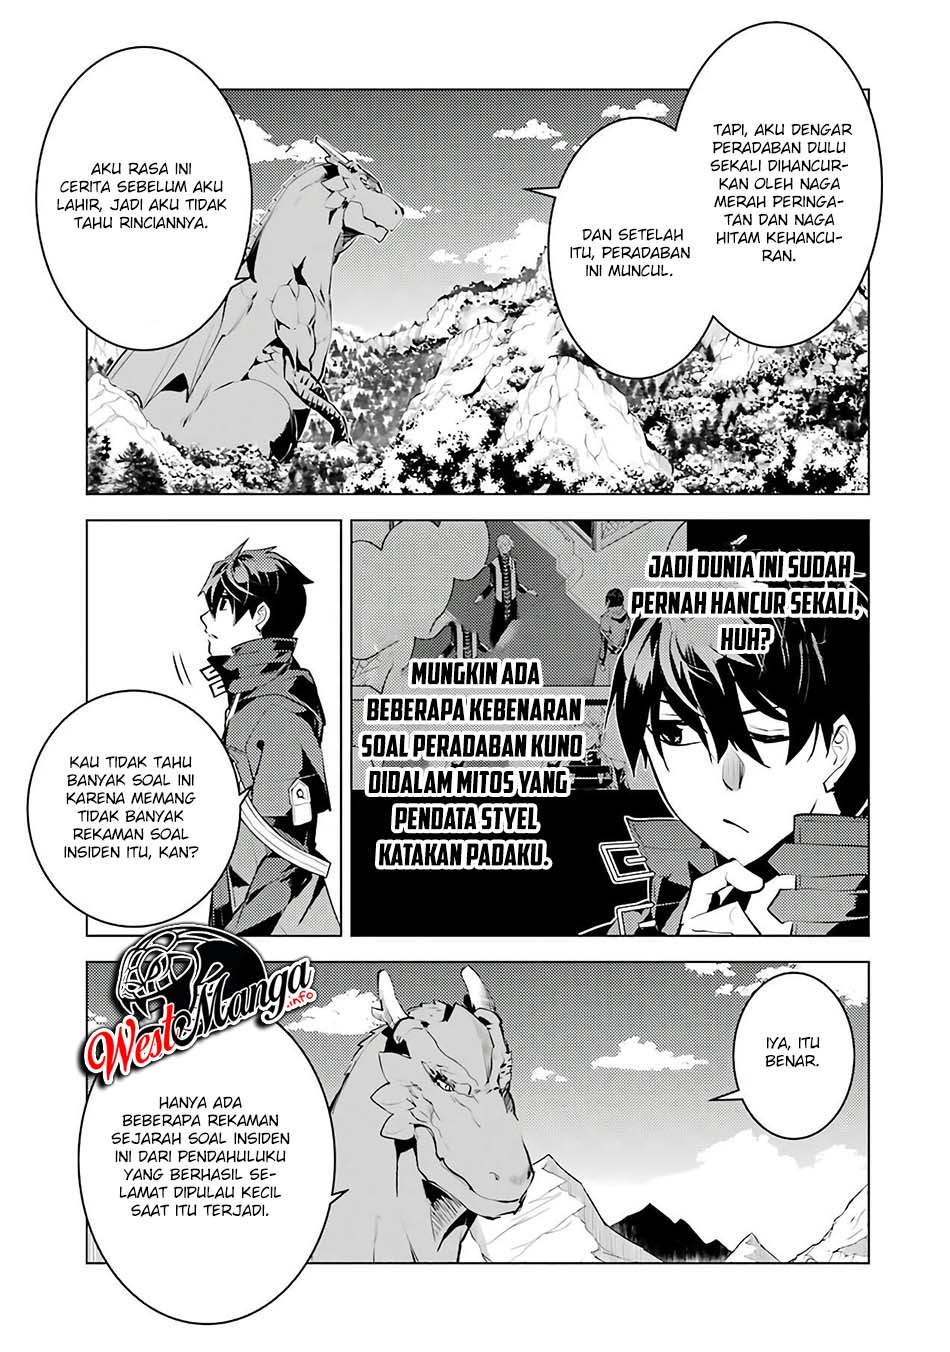 TAPI, AKU DENGAR
PERADABAN DULU
SEKALI DIHANCUR-
KAN OLEH NAGA
MERAH PERINGA-
TAN DAN NAGA
HITAM KEHANCU-
RAN.
DAN SETELAH
ITU, PERADABAN
INI MUNCUL.
AKU RASA INI
CERITA SEBELUM AKU
LAHIR, JADI AKU TIDAK
TAHU RINCIANNYA.
JADI DUNIA INI SUDAH
PERNAH HANCUR SEKALI,
HUH?
MUNGKIN ADA
BEBERAPA KEBENARAN
SOAL PERADABAN KUNO
DIDALAM MITOS YANG
PENDATA STYEL
KATAKAN PADAKU.
KAU TIDAK TAHU
BANYAK SOAL INI
KARENA MEMANG
TIDAK BANYAK
REKAMAN SOAL
INSIDEN ITU, KAN?
IYA, ITU
BENAR.
HANYA ADA
BEBERAPA REKAMAN
SEJARAH SOAL INSIDEN
INI DARI PENDAHULUKU
YANG BERHASIL SE-
LAMAT DIPULAU KECIL
SAAT ITU TERJADI.
WestManga
.info